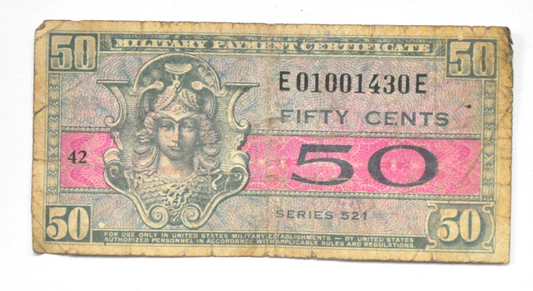 50 MILITARY PAYMENT CERTIFICATE 50
E01001430E
FIFTY CENTS
42 50
SERIES 521
50 50
FOR USE ONLY IN UNITED STATES MILITARY ESTABLISHMENTS — BY UNITED STATES
AUTHORIZED PERSONNEL IN ACCORDANCE WITH APPLICABLE RULES AND REGULATIONS.